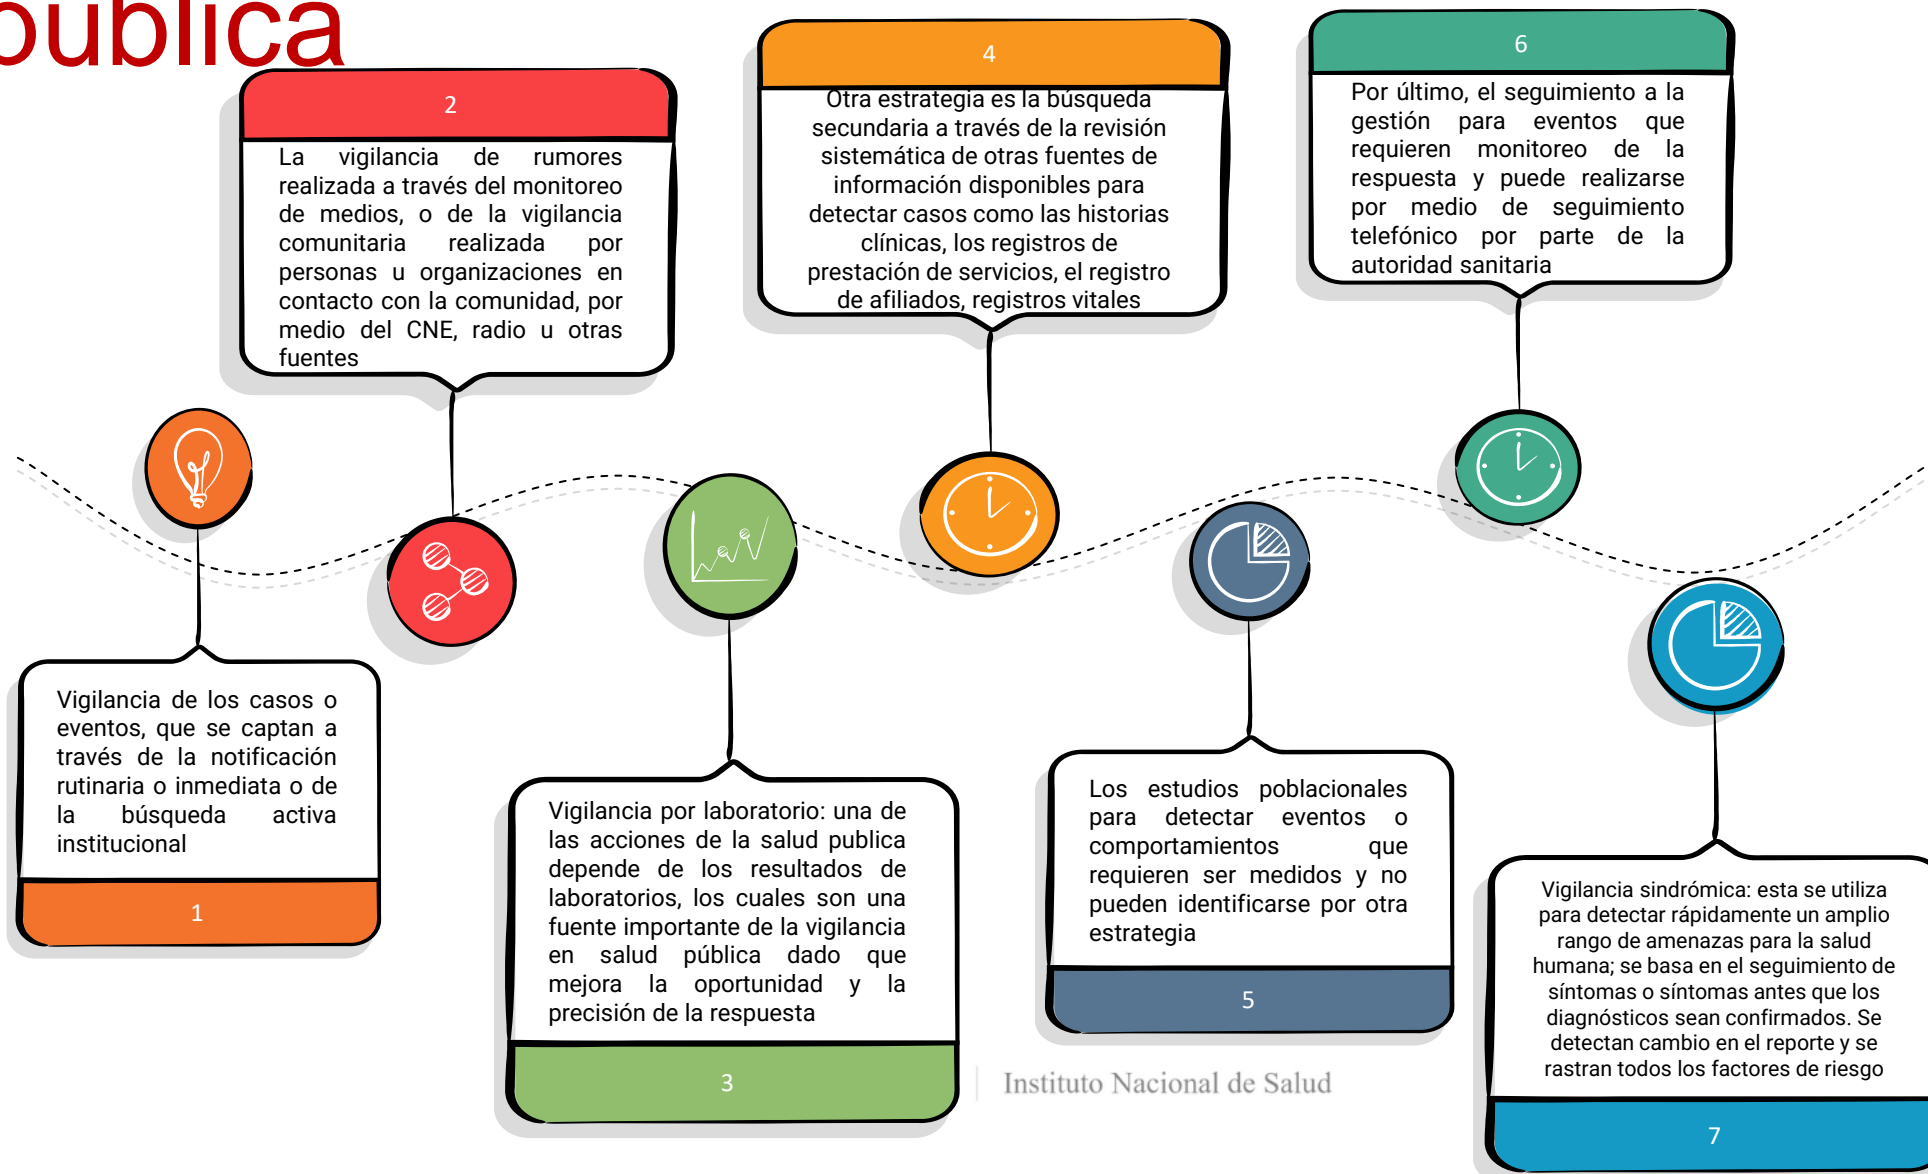 pública
2
La vigilancia de rumores
realizada a través del monitoreo
de medios, o de la vigilancia
comunitaria realizada por
personas u organizaciones en
contacto con la comunidad, por
medio del CNE, radio u otras
fuentes
4
Otra estrategia es la búsqueda
secundaria a través de la revisión
sistemática de otras fuentes de
información disponibles para
detectar casos como las historias
clínicas, los registros de
prestación de servicios, el registro
de afiliados, registros vitales
6
Por último, el seguimiento a la
gestión para eventos que
requieren monitoreo de la
respuesta y puede realizarse
por medio de seguimiento
telefónico por parte de la
autoridad sanitaria
Vigilancia de los casos o
eventos, que se captan a
través de la notificación
rutinaria o inmediata o de
la búsqueda activa
institucional
1
Vigilancia por laboratorio: una de
las acciones de la salud publica
depende de los resultados de
laboratorios, los cuales son una
fuente importante de la vigilancia
en salud pública dado que
mejora la oportunidad y la
precisión de la respuesta
3
Los estudios poblacionales
para detectar eventos o
comportamientos que
requieren ser medidos y no
pueden identificarse por otra
estrategia
5
Vigilancia sindrómica: esta se utiliza
para detectar rápidamente un amplio
rango de amenazas para la salud
humana; se basa en el seguimiento de
síntomas o síntomas antes que los
diagnósticos sean confirmados. Se
detectan cambio en el reporte y se
rastran todos los factores de riesgo
7
Instituto Nacional de Salud